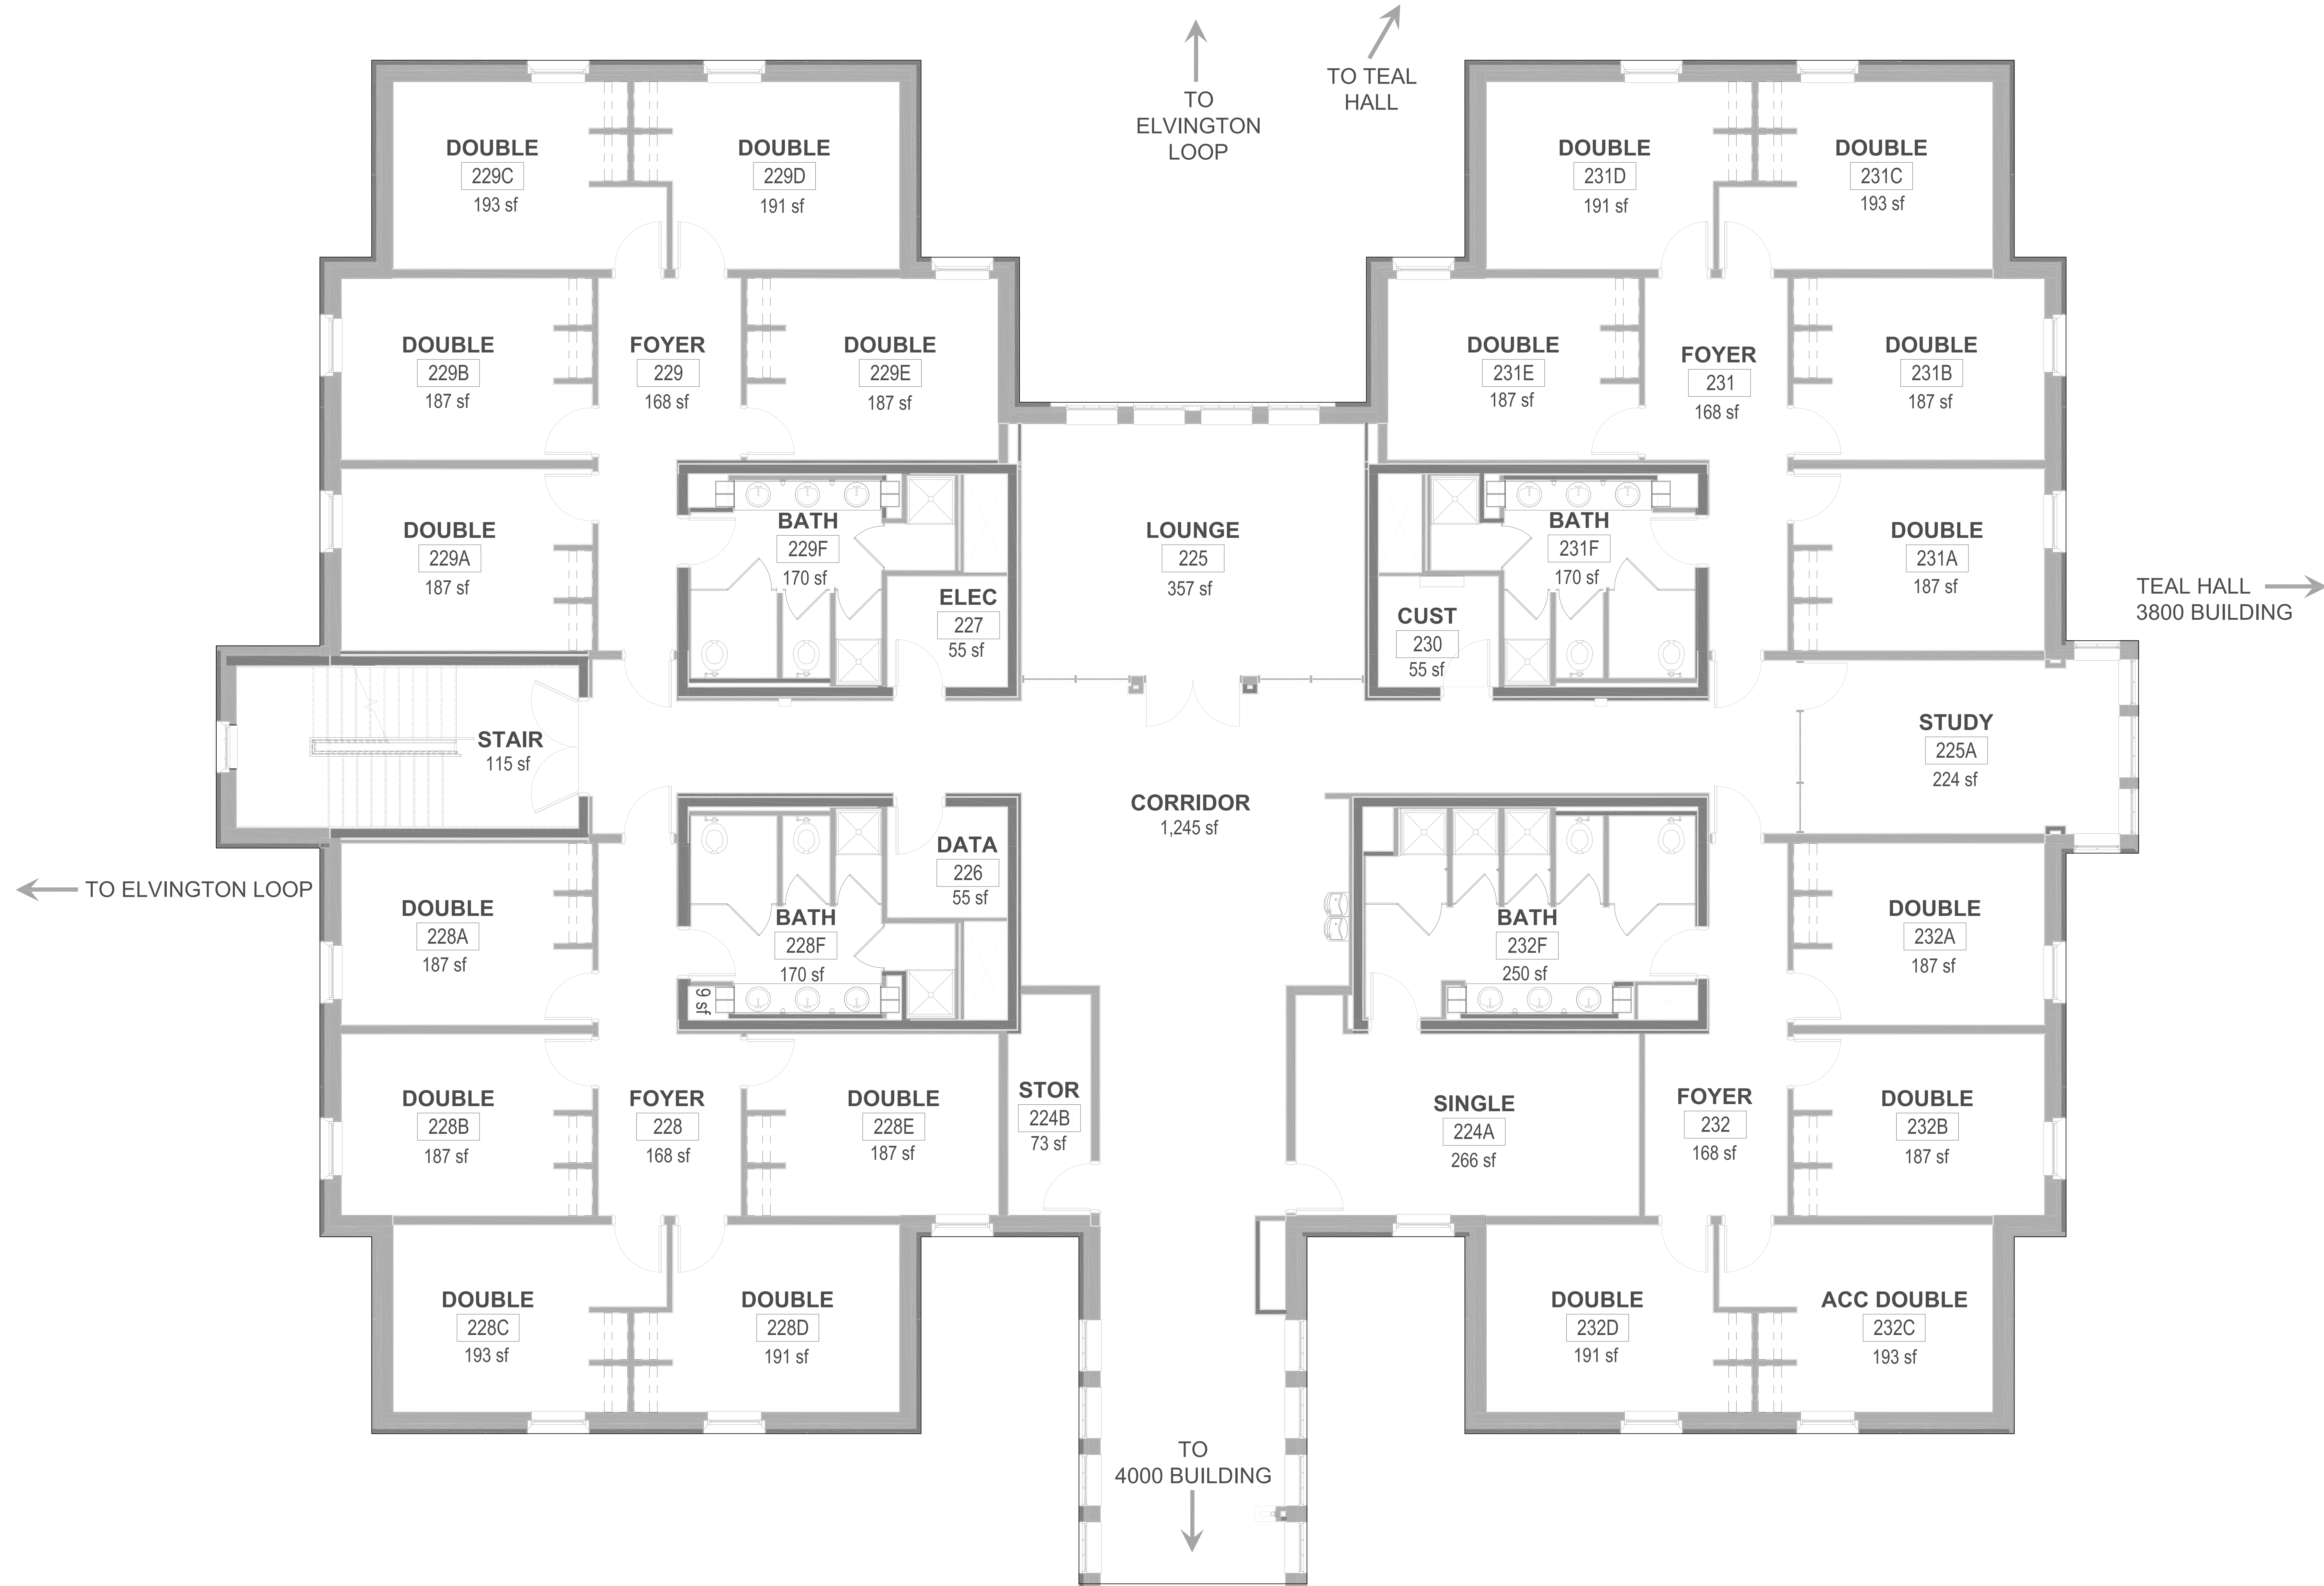 TO
ELVINGTON
LOOP
TO TEAL
HALL
DOUBLE
229C
193 sf
DOUBLE
229D
191 sf
DOUBLE
231D
191 sf
DOUBLE
231C
193 sf
DOUBLE
229B
187 sf
FOYER
229
168 sf
DOUBLE
229E
187 sf
DOUBLE
231E
187 sf
FOYER
231
168 sf
DOUBLE
231B
187 sf
DOUBLE
229A
187 sf
BATH
229F
170 sf
ELEC
227
55 sf
LOUNGE
225
357 sf
BATH
231F
170 sf
CUST
230
55 sf
DOUBLE
231A
187 sf
TEAL HALL
3800 BUILDING
STAIR
115 sf
STUDY
225A
224 sf
CORRIDOR
1,245 sf
TO ELVINGTON LOOP
DOUBLE
228A
187 sf
DATA
226
55 sf
BATH
228F
170 sf
9 sf
BATH
232F
250 sf
DOUBLE
232A
187 sf
DOUBLE
228B
187 sf
FOYER
228
168 sf
DOUBLE
228E
187 sf
STOR
224B
73 sf
SINGLE
224A
266 sf
FOYER
232
168 sf
DOUBLE
232B
187 sf
DOUBLE
228C
193 sf
DOUBLE
228D
191 sf
DOUBLE
232D
191 sf
ACC DOUBLE
232C
193 sf
TO
4000 BUILDING